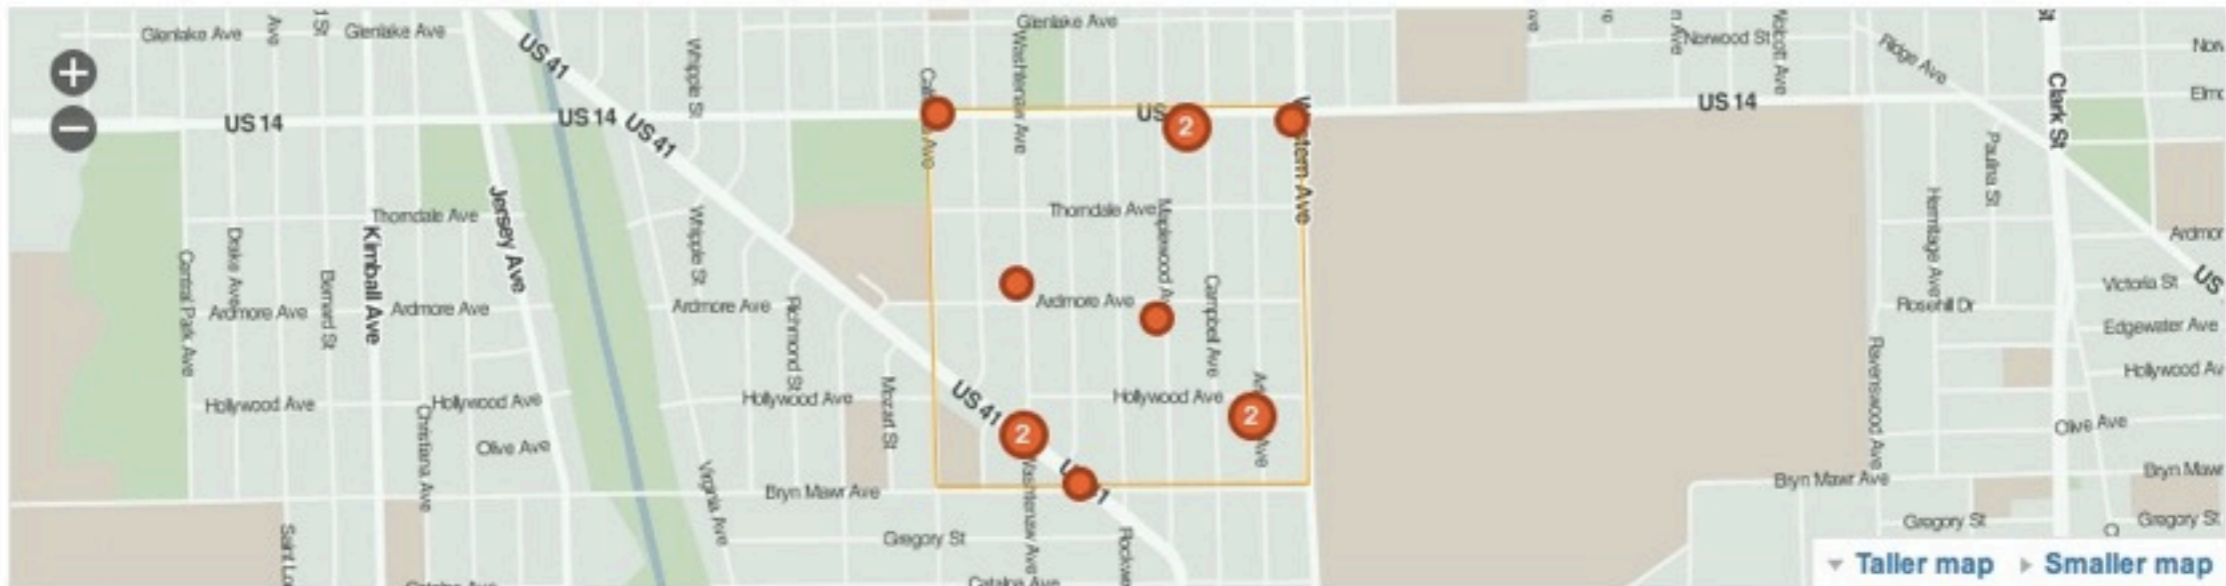 Glenlake Ave
Ave
Glenlake Ave
US 41
Whipple St
Glenlake Ave
Washtenaw Ave
Norwood St
Ridge Ave
Clark St
US 14
US 14
US 41
Ave
US
2
US 14
Paulina St
Thorndale Ave
Jersey Ave
Whipple St
Thorndale Ave
Maplewood
Hermitage Ave
Central Park Ave
Drake Ave
Kimball Ave
Bernard St
Ardmore Ave
Ardmore Ave
Ardmore Ave
Richmond St
Ardmore Ave
Campbell Ave
Victoria St
US
Rosehill Dr
Edgewater Ave
Hollywood Ave
Christiana Ave
Hollywood Ave
Hollywood Ave
Mozart St
US 41
Hollywood Ave
2
2
Ravenswood Ave
Olive Ave
Olive Ave
Virginia Ave
Bryn Mawr Ave
Washtenaw Ave
Bryn Mawr Ave
Bryn Mawr
Gregory St
Gregory St
Gregory St
Taller map
Smaller map